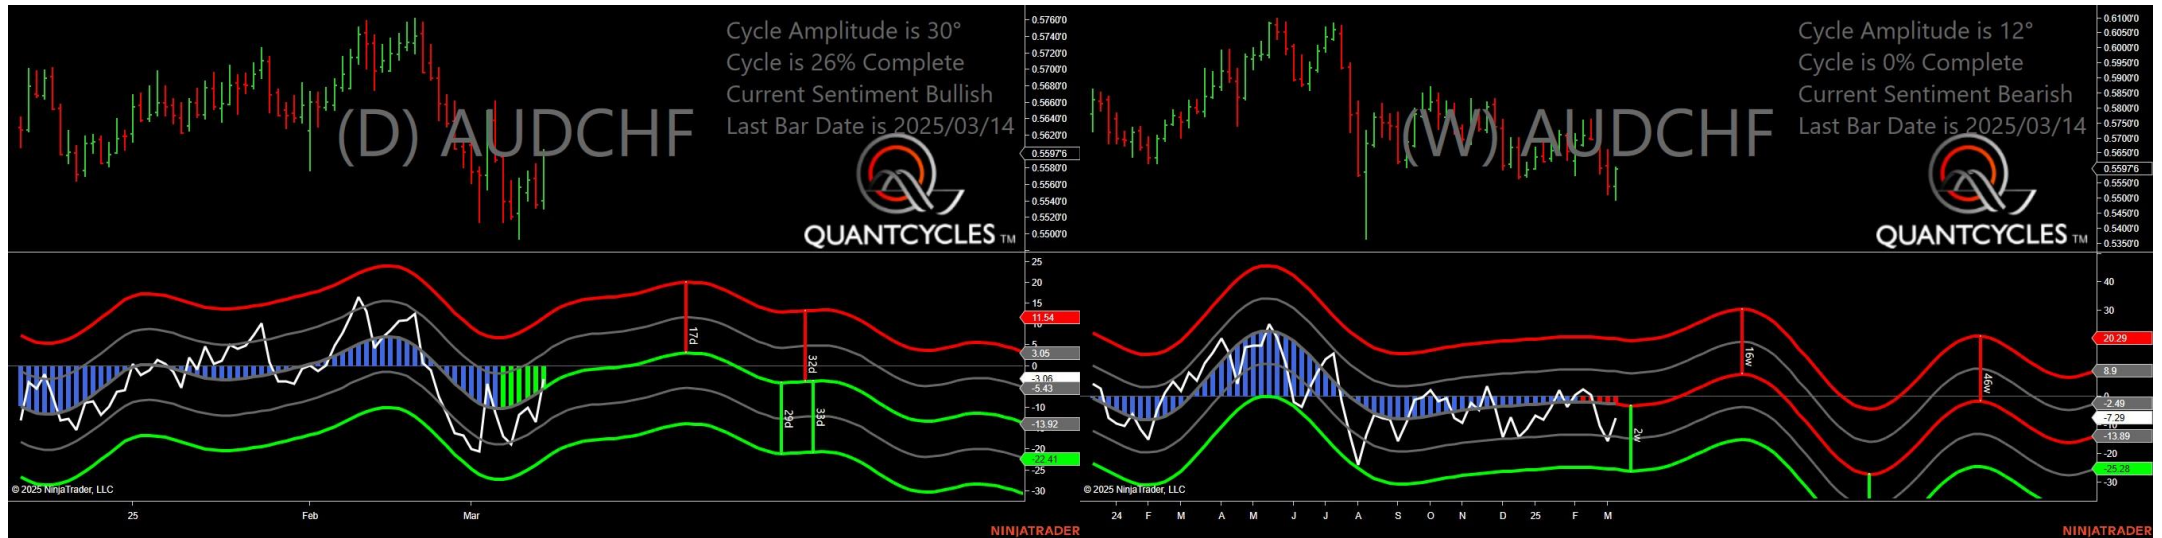 Cycle Amplitude is 30°
Cycle is 26% Complete
Current Sentiment Bullish
Last Bar Date is 2025/03/14
(D) AUDCHF
QUANTCYCLES TM
0.5760'0
0.5740'0
0.5720'0
0.5700'0
0.5680'0
0.5660'0
0.5640'0
0.5620'0
0.5597'6
0.5580'0
0.5560'0
0.5540'0
0.5520'0
0.5500'0
25
20
15
11.54
10
5
3.05
0
-3.06
-5.43
-10
-13.92
-20
-22.41
-25
-30
17d
32d
29d
33d
© 2025 NinjaTrader, LLC
25
Feb
Mar
NINJATRADER
Cycle Amplitude is 12°
Cycle is 0% Complete
Current Sentiment Bearish
Last Bar Date is 2025/03/14
(W) AUDCHF
QUANTCYCLES TM
0.6100'0
0.6050'0
0.6000'0
0.5950'0
0.5900'0
0.5850'0
0.5800'0
0.5750'0
0.5700'0
0.5650'0
0.5597'6
0.5550'0
0.5500'0
0.5450'0
0.5400'0
0.5350'0
40
30
20.29
8.9
0
-2.49
-7.29
-10
-13.89
-20
-25.28
-30
2w
16w
46w
© 2025 NinjaTrader, LLC
24
F
M
A
M
J
J
A
S
O
N
D
25
F
M
NINJATRADER